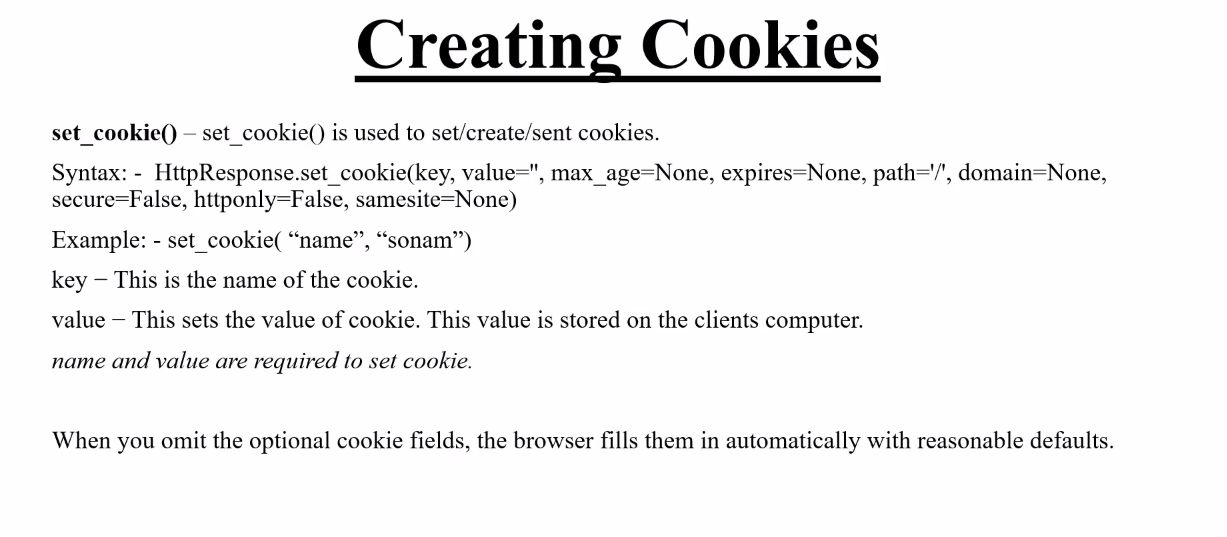 Creating Cookies
set_cookie() – set_cookie() is used to set/create/sent cookies.
Syntax: -  HttpResponse.set_cookie(key, value='', max_age=None, expires=None, path='/', domain=None,
secure=False, httponly=False, samesite=None)
Example: - set_cookie( “name”, “sonam”)
key − This is the name of the cookie.
value − This sets the value of cookie. This value is stored on the clients computer.
name and value are required to set cookie.
When you omit the optional cookie fields, the browser fills them in automatically with reasonable defaults.